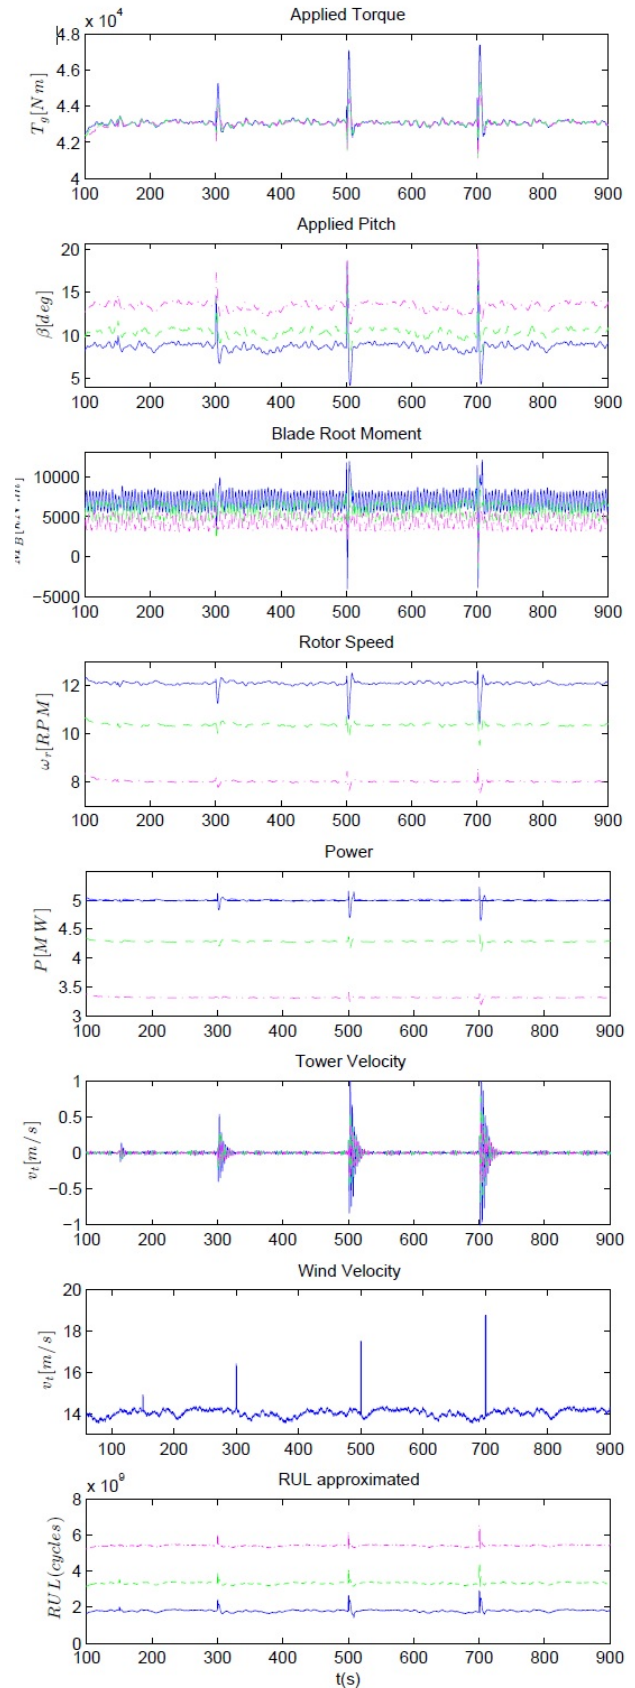 Applied Torque
x 10^4
4.8
4.6
4.4
4.2
4
T_g[N m]
100 200 300 400 500 600 700 800 900
Applied Pitch
20
15
10
5
β[deg]
100 200 300 400 500 600 700 800 900
Blade Root Moment
10000
5000
0
−5000
100 200 300 400 500 600 700 800 900
Rotor Speed
12
10
8
ω_r[RPM]
100 200 300 400 500 600 700 800 900
Power
5
4.5
4
3.5
3
P[MW]
100 200 300 400 500 600 700 800 900
Tower Velocity
1
0.5
0
−0.5
−1
v_t[m/s]
100 200 300 400 500 600 700 800 900
Wind Velocity
20
18
16
14
v_t[m/s]
100 200 300 400 500 600 700 800 900
RUL approximated
x 10^9
8
6
4
2
0
RUL(cycles)
100 200 300 400 500 600 700 800 900
t(s)